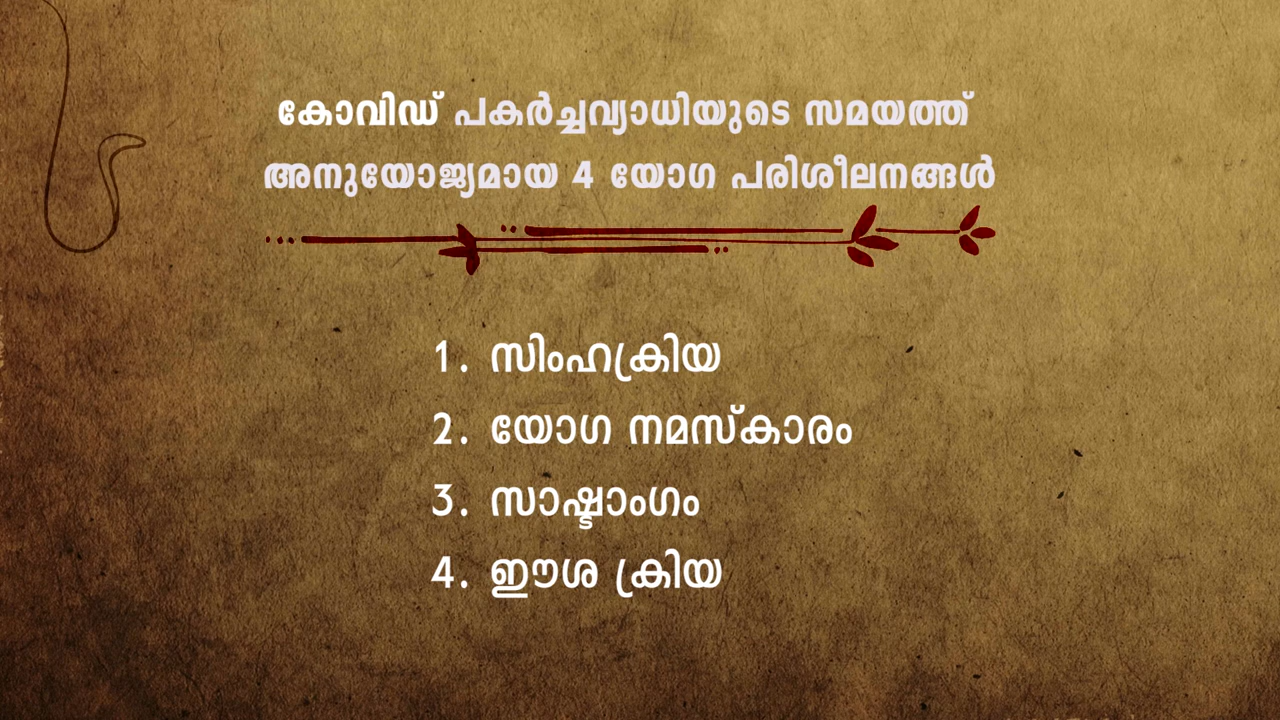 കോവിഡ് പകർച്ചവ്യാധിയുടെ സമയത്ത്
അനുയോജ്യമായ 4 യോഗ പരിശീലനങ്ങൾ
1. സിംഹക്രിയ
2. യോഗ നമസ്കാരം
3. സാഷ്ടാംഗം
4. ഈശ ക്രിയ